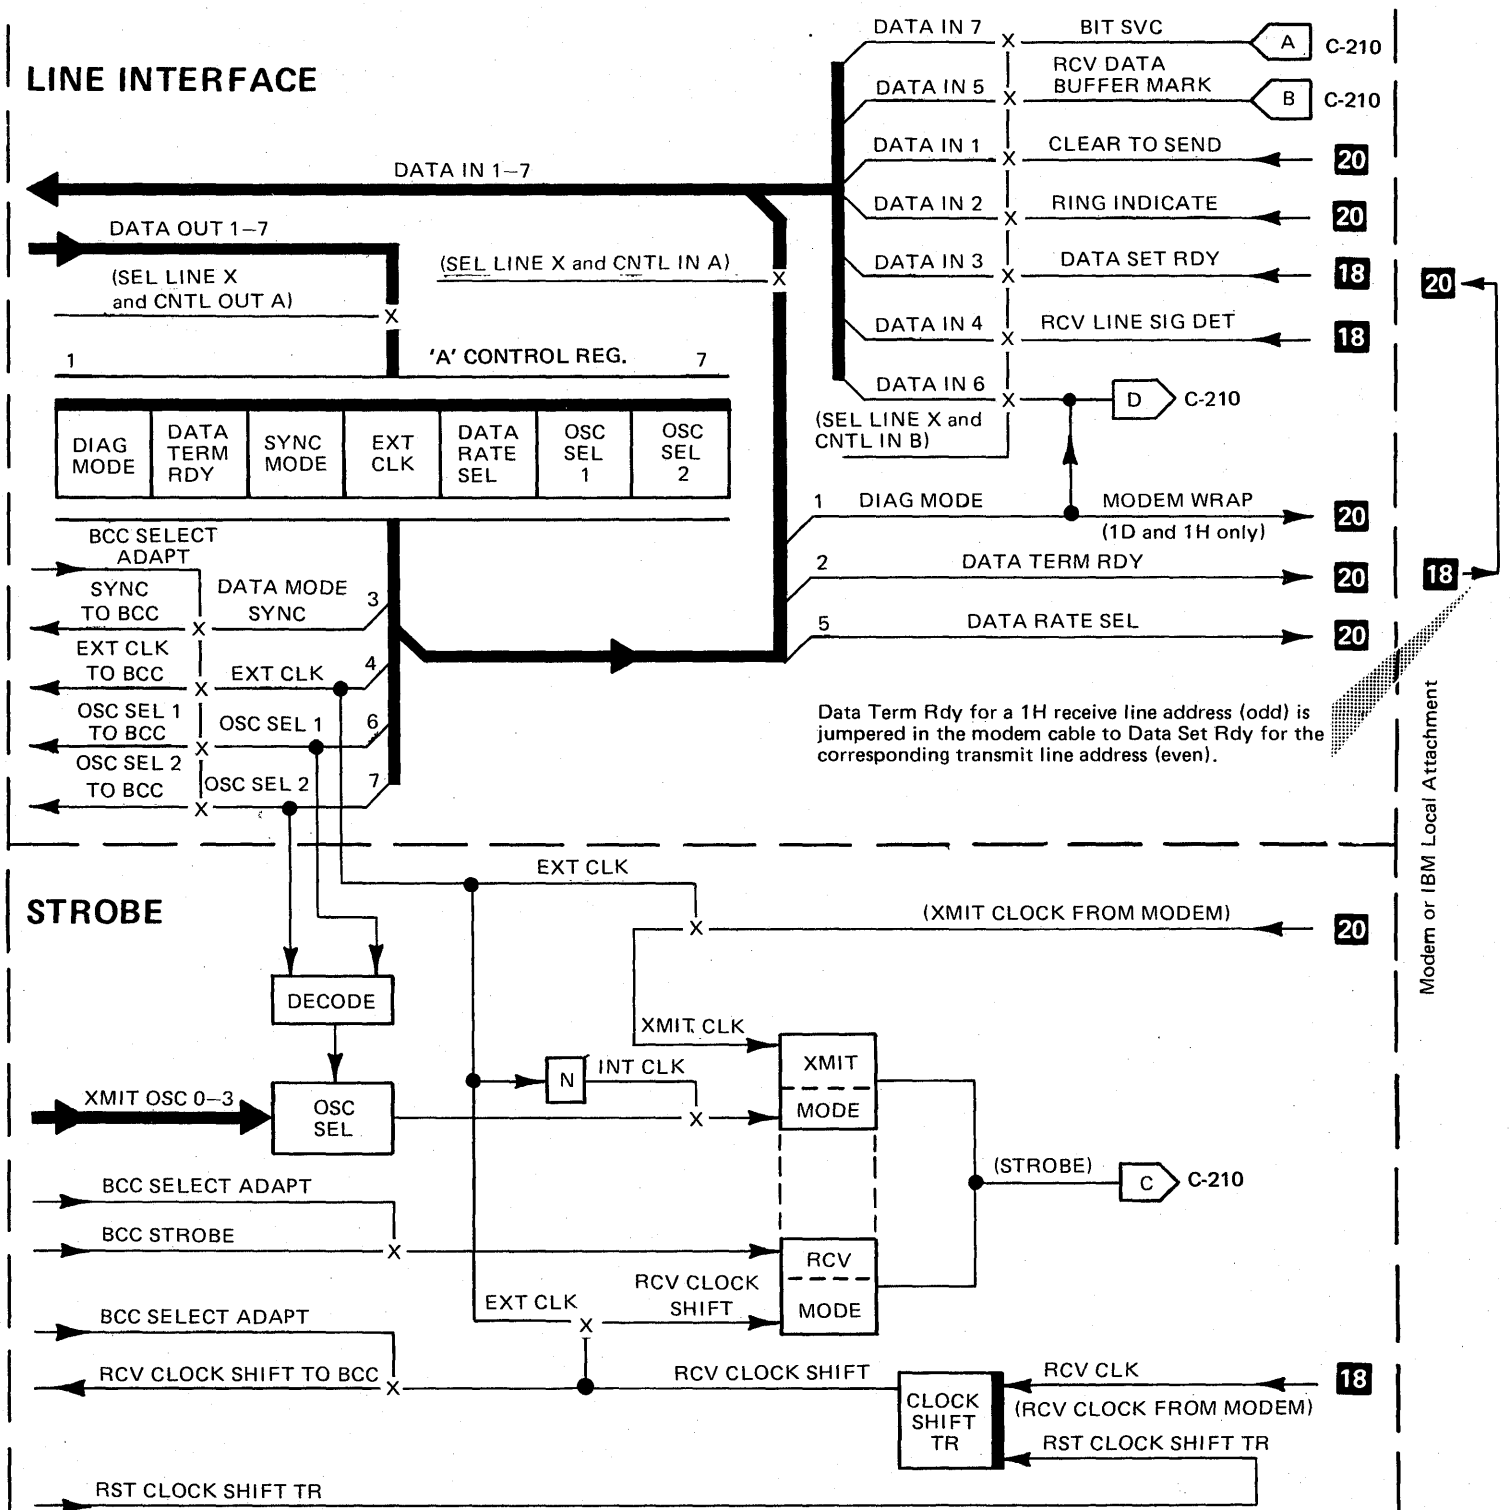 LINE INTERFACE
DATA IN 7
BIT SVC
A
C-210
DATA IN 5
RCV DATA
BUFFER MARK
B
C-210
DATA IN 1
CLEAR TO SEND
20
DATA IN 1–7
DATA IN 2
RING INDICATE
20
DATA OUT 1–7
(SEL LINE X
and CNTL OUT A)
(SEL LINE X and CNTL IN A)
DATA IN 3
DATA SET RDY
18
20
DATA IN 4
RCV LINE SIG DET
18
1
'A' CONTROL REG.
7
DATA IN 6
D
C-210
(SEL LINE X and
CNTL IN B)
DIAG
MODE
DATA
TERM
RDY
SYNC
MODE
EXT
CLK
DATA
RATE
SEL
OSC
SEL
1
OSC
SEL
2
1
DIAG MODE
MODEM WRAP
(1D and 1H only)
20
2
DATA TERM RDY
20
18
5
DATA RATE SEL
20
BCC SELECT
ADAPT
SYNC
TO BCC
DATA MODE
SYNC
3
EXT CLK
TO BCC
EXT CLK
4
OSC SEL 1
TO BCC
OSC SEL 1
6
OSC SEL 2
TO BCC
OSC SEL 2
7
X
X
X
X
X
X
X
X
X
X
X
X
X
Data Term Rdy for a 1H receive line address (odd) is
jumpered in the modem cable to Data Set Rdy for the
corresponding transmit line address (even).
Modem or IBM Local Attachment
STROBE
EXT CLK
X
(XMIT CLOCK FROM MODEM)
20
DECODE
XMIT CLK
XMIT
MODE
N
INT CLK
X
XMIT OSC 0–3
OSC
SEL
(STROBE)
C
C-210
BCC SELECT ADAPT
BCC STROBE
X
RCV
MODE
RCV CLOCK
SHIFT
EXT CLK
X
BCC SELECT ADAPT
RCV CLOCK SHIFT TO BCC
X
RCV CLOCK SHIFT
CLOCK
SHIFT
TR
RCV CLK
18
(RCV CLOCK FROM MODEM)
RST CLOCK SHIFT TR
RST CLOCK SHIFT TR